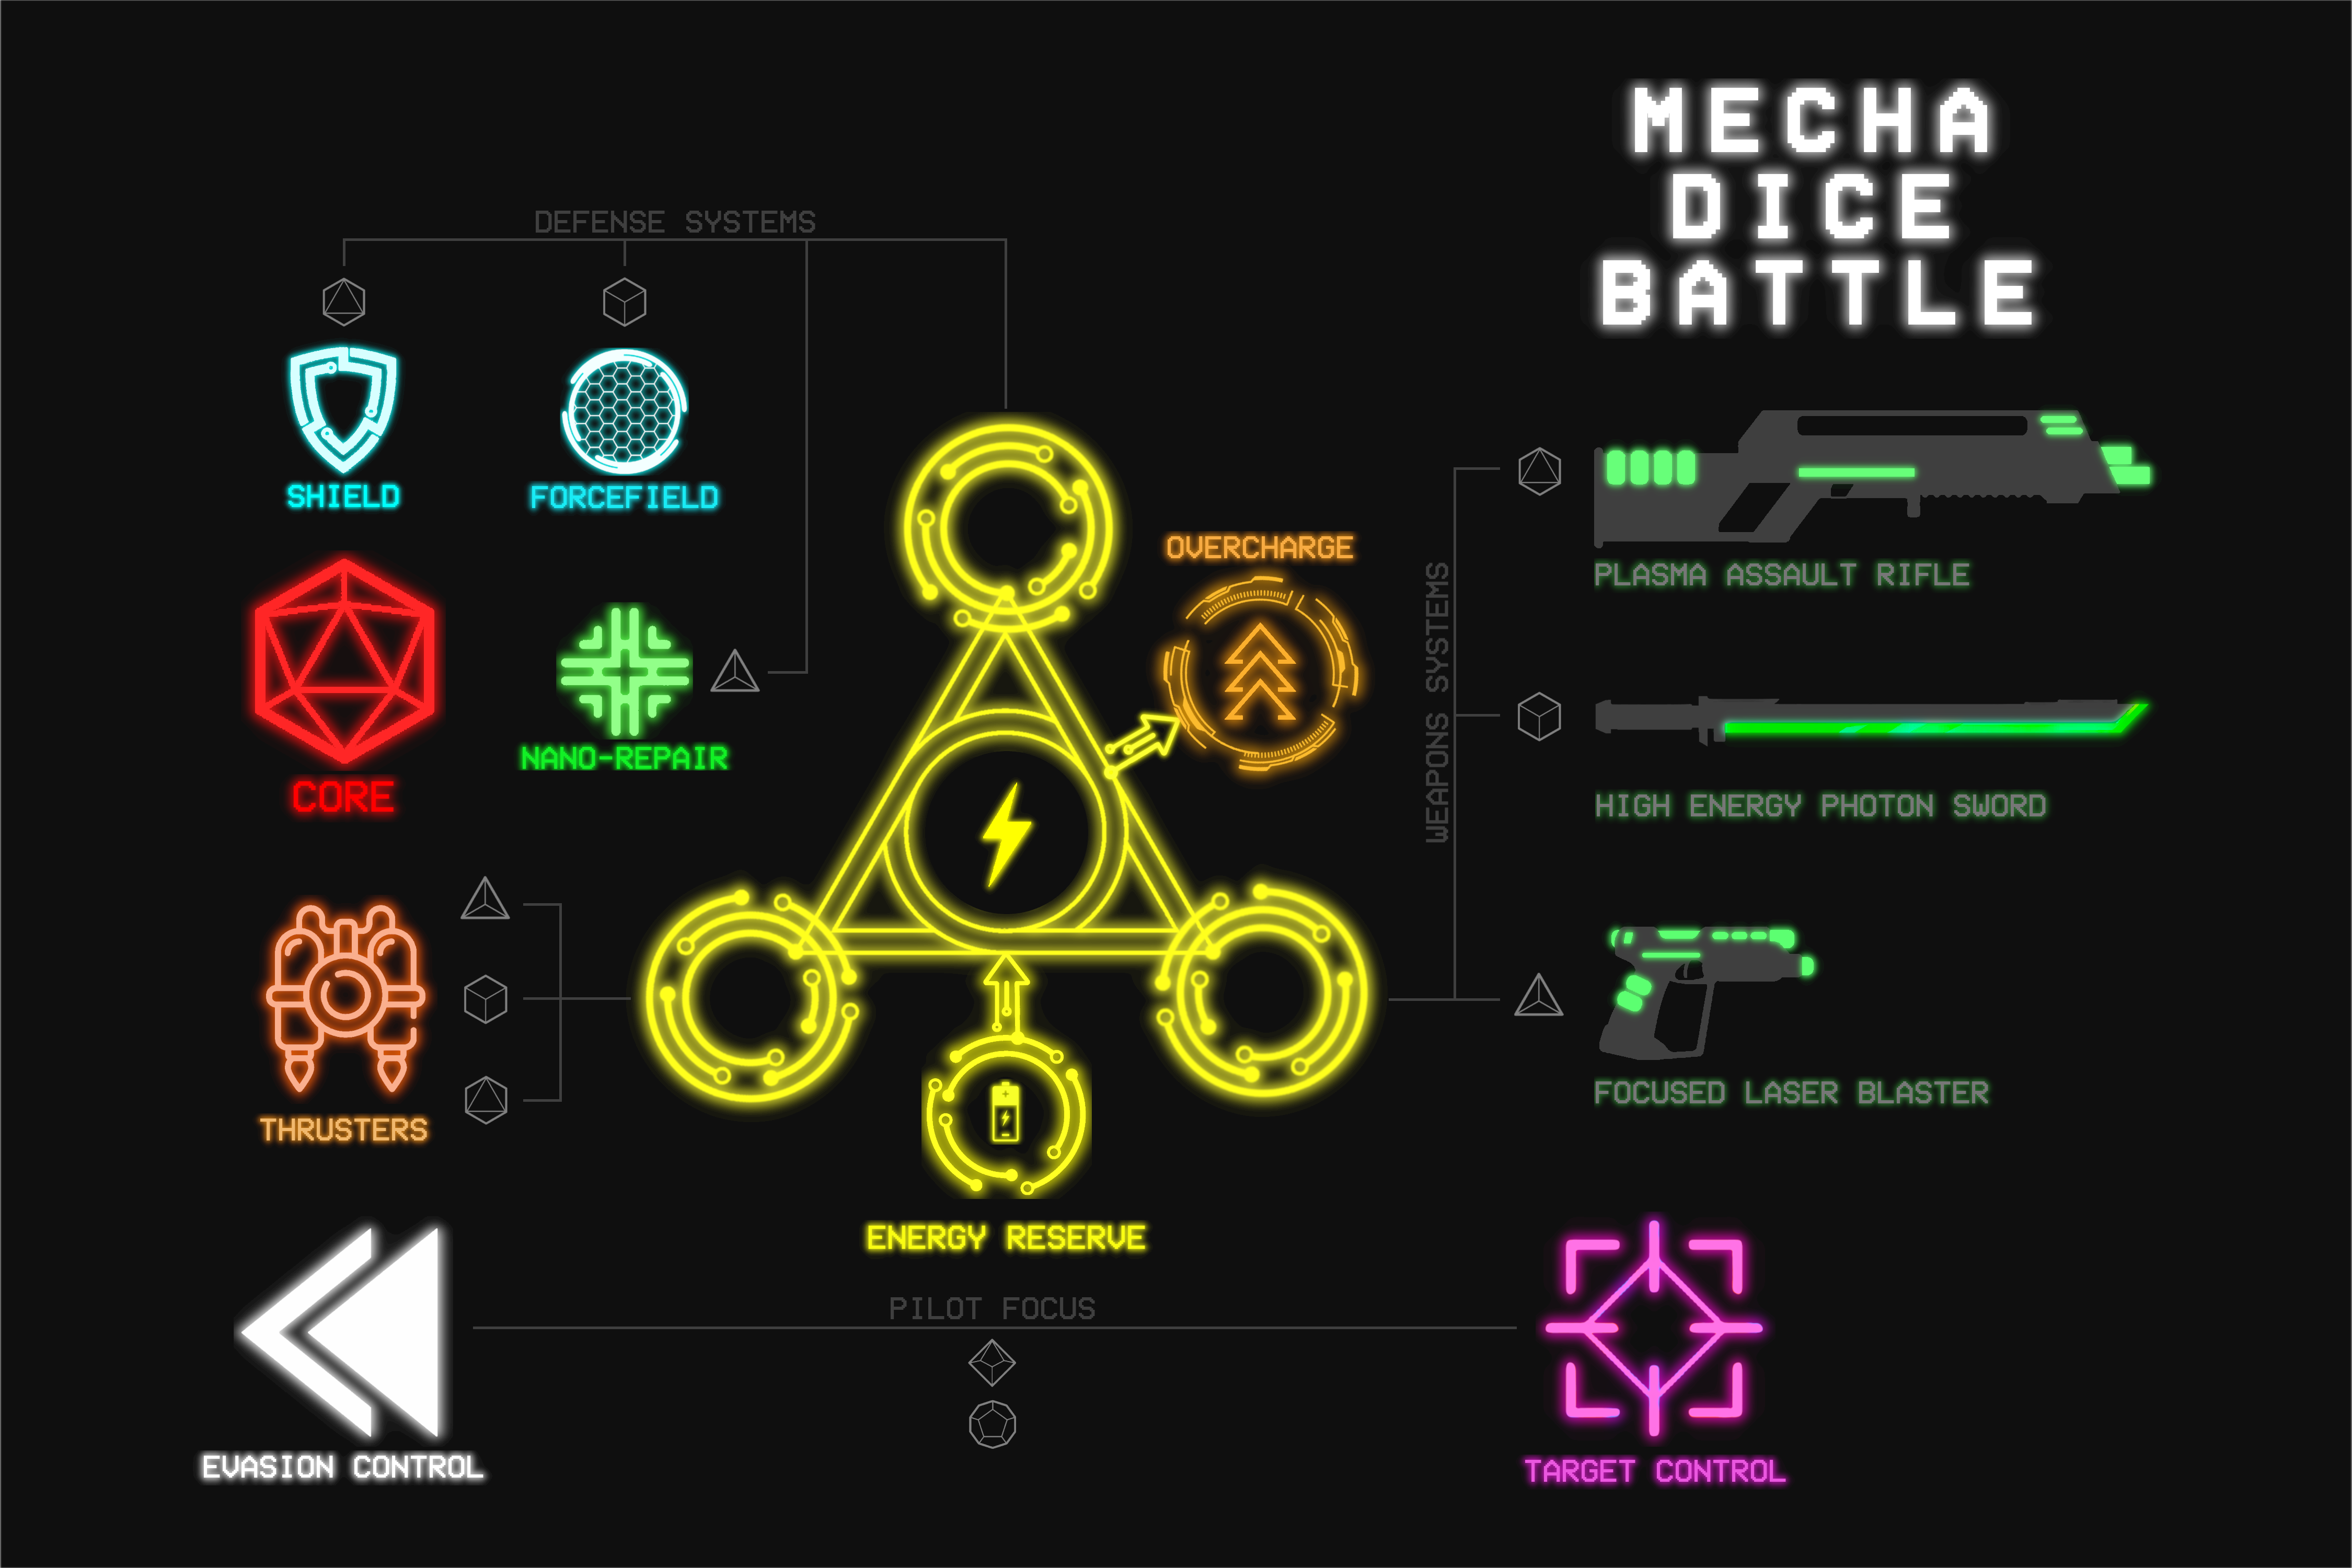 MECHA
DICE
BATTLE
DEFENSE SYSTEMS
SHIELD
FORCEFIELD
CORE
NANO-REPAIR
OVERCHARGE
WEAPONS SYSTEMS
PLASMA ASSAULT RIFLE
HIGH ENERGY PHOTON SWORD
FOCUSED LASER BLASTER
THRUSTERS
ENERGY RESERVE
PILOT FOCUS
EVASION CONTROL
TARGET CONTROL